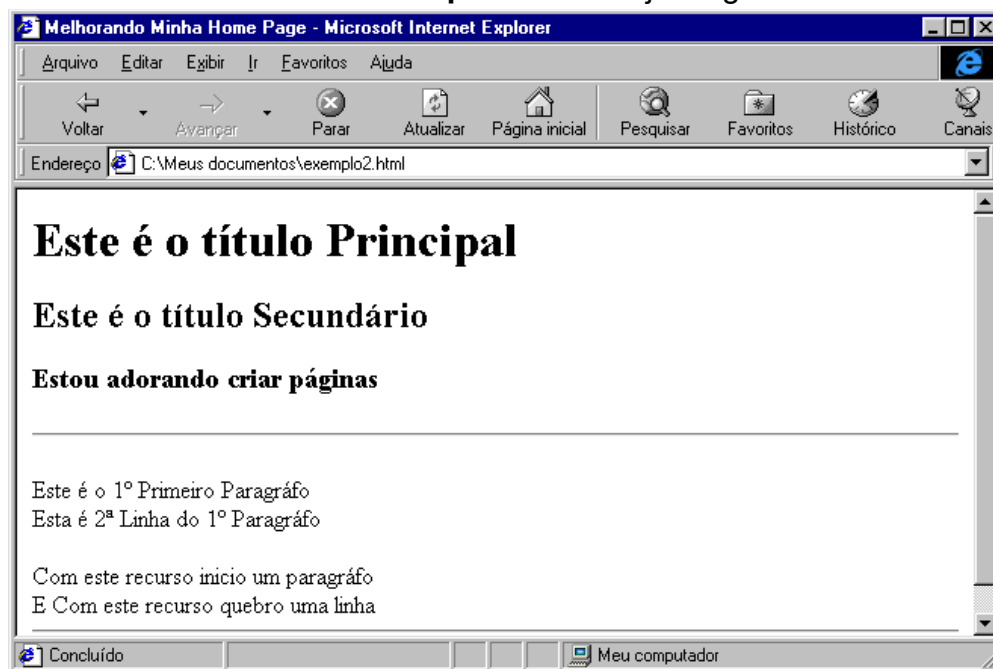 Melhorando Minha Home Page - Microsoft Internet Explorer
Arquivo Editar Exibir Ir Favoritos Ajuda
Voltar Avançar Parar Atualizar Página inicial Pesquisar Favoritos Histórico Canais
Endereço C:\Meus documentos\exemplo2.html
Este é o título Principal
Este é o título Secundário
Estou adorando criar páginas
Este é o 1º Primeiro Paragráfo
Esta é 2ª Linha do 1º Paragráfo
Com este recurso inicio um paragráfo
E Com este recurso quebro uma linha
Concluído Meu computador